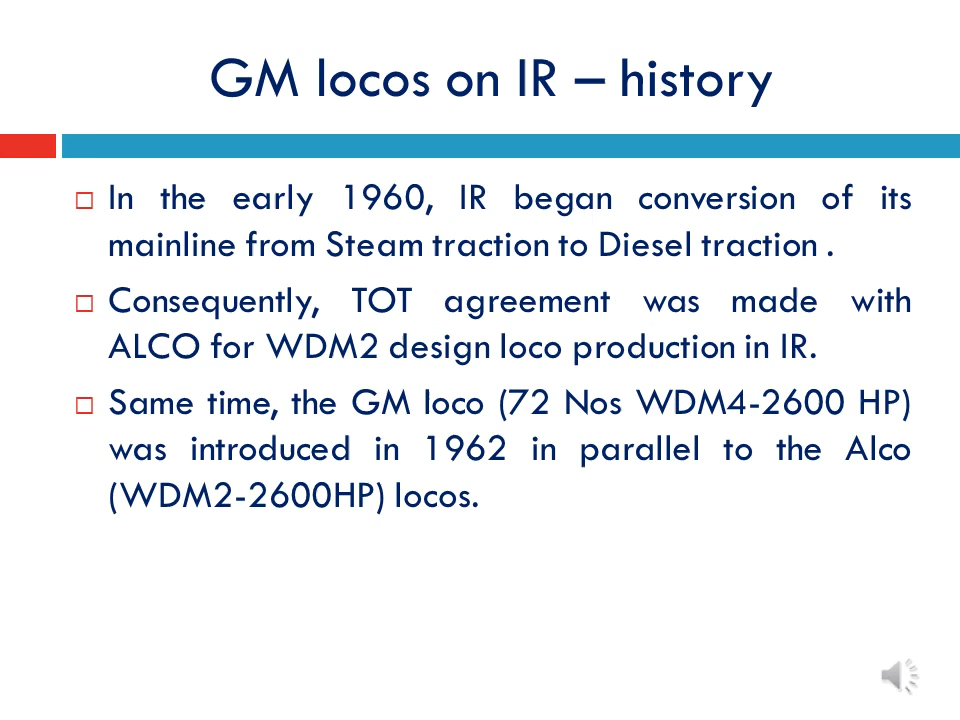 GM locos on IR – history
In the early 1960, IR began conversion of its
mainline from Steam traction to Diesel traction .
Consequently, TOT agreement was made with
ALCO for WDM2 design loco production in IR.
Same time, the GM loco (72 Nos WDM4-2600 HP)
was introduced in 1962 in parallel to the Alco
(WDM2-2600HP) locos.